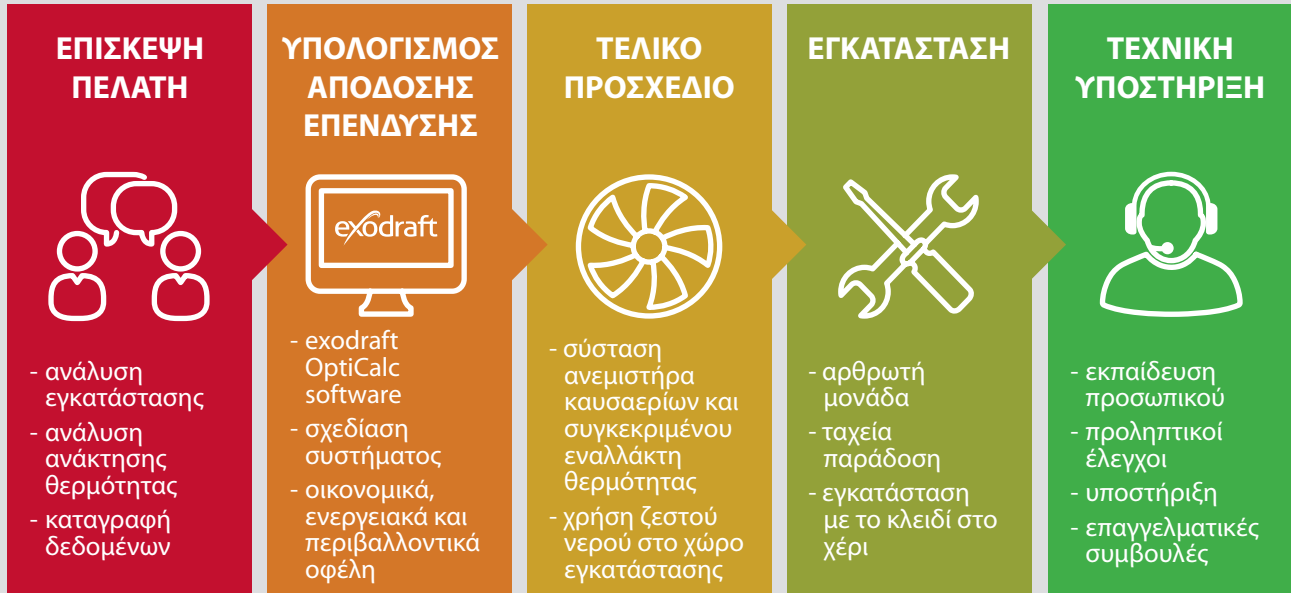 ΕΠΙΣΚΕΨΗ
ΠΕΛΑΤΗ
- ανάλυση
εγκατάστασης
- ανάλυση
ανάκτησης
θερμότητας
- καταγραφή
δεδομένων
ΥΠΟΛΟΓΙΣΜΟΣ
ΑΠΟΔΟΣΗΣ
ΕΠΕΝΔΥΣΗΣ
exodraft
- exodraft
OptiCalc
software
- σχεδίαση
συστήματος
- οικονομικά,
ενεργειακά και
περιβαλλοντικά
οφέλη
ΤΕΛΙΚΟ
ΠΡΟΣΧΕΔΙΟ
- σύσταση
ανεμιστήρα
καυσαερίων και
συγκεκριμένου
εναλλάκτη
θερμότητας
- χρήση ζεστού
νερού στο χώρο
εγκατάστασης
ΕΓΚΑΤΑΣΤΑΣΗ
- αρθρωτή
μονάδα
- ταχεία
παράδοση
- εγκατάσταση
με το κλειδί στο
χέρι
ΤΕΧΝΙΚΗ
ΥΠΟΣΤΗΡΙΞΗ
- εκπαίδευση
προσωπικού
- προληπτικοί
έλεγχοι
- υποστήριξη
- επαγγελματικές
συμβουλές